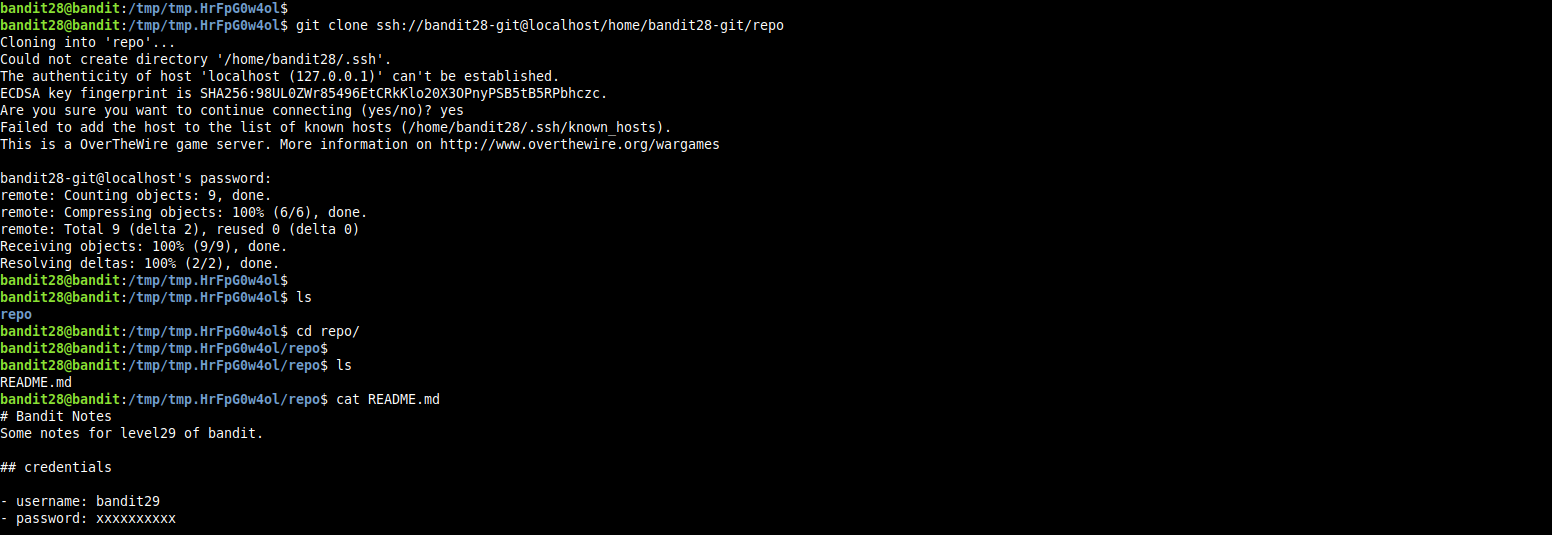 bandit28@bandit:/tmp/tmp.HrFpG0w4ol$
bandit28@bandit:/tmp/tmp.HrFpG0w4ol$ git clone ssh://bandit28-git@localhost/home/bandit28-git/repo
Cloning into 'repo'...
Could not create directory '/home/bandit28/.ssh'.
The authenticity of host 'localhost (127.0.0.1)' can't be established.
ECDSA key fingerprint is SHA256:98UL0ZWr85496EtCRkKlo20X3OPnyPSB5tB5RPbhczc.
Are you sure you want to continue connecting (yes/no)? yes
Failed to add the host to the list of known hosts (/home/bandit28/.ssh/known_hosts).
This is a OverTheWire game server. More information on http://www.overthewire.org/wargames
bandit28-git@localhost's password:
remote: Counting objects: 9, done.
remote: Compressing objects: 100% (6/6), done.
remote: Total 9 (delta 2), reused 0 (delta 0)
Receiving objects: 100% (9/9), done.
Resolving deltas: 100% (2/2), done.
bandit28@bandit:/tmp/tmp.HrFpG0w4ol$
bandit28@bandit:/tmp/tmp.HrFpG0w4ol$ ls
repo
bandit28@bandit:/tmp/tmp.HrFpG0w4ol$ cd repo/
bandit28@bandit:/tmp/tmp.HrFpG0w4ol/repo$
bandit28@bandit:/tmp/tmp.HrFpG0w4ol/repo$ ls
README.md
bandit28@bandit:/tmp/tmp.HrFpG0w4ol/repo$ cat README.md
# Bandit Notes
Some notes for level29 of bandit.
## credentials
- username: bandit29
- password: xxxxxxxxxx